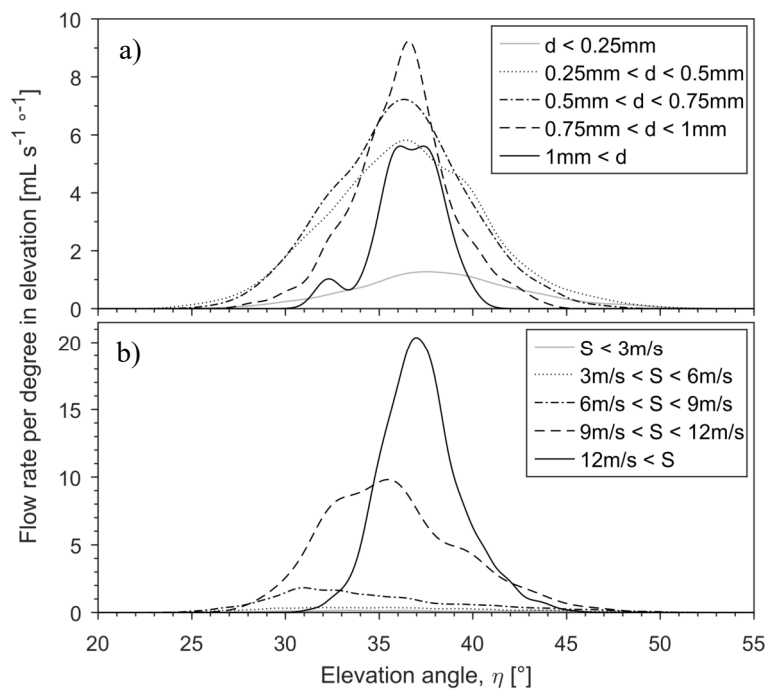 Flow rate per degree in elevation [mL s⁻¹ °⁻¹]
a)
10
8
6
4
2
0
d < 0.25mm
0.25mm < d < 0.5mm
0.5mm < d < 0.75mm
0.75mm < d < 1mm
1mm < d
b)
20
15
10
5
0
S < 3m/s
3m/s < S < 6m/s
6m/s < S < 9m/s
9m/s < S < 12m/s
12m/s < S
20 25 30 35 40 45 50 55
Elevation angle, η [°]